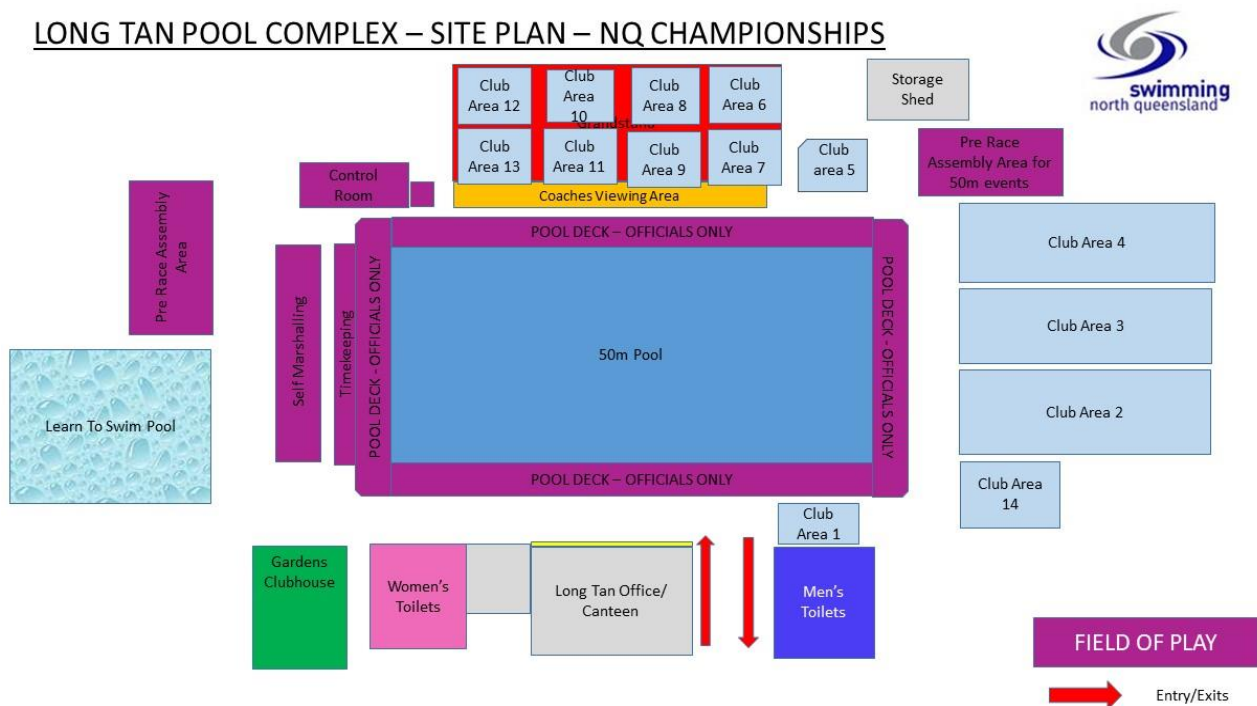 LONG TAN POOL COMPLEX – SITE PLAN – NQ CHAMPIONSHIPS
swimming
north queensland
Club
Area 12
Club
Area
10
Club
Area 8
Club
Area 6
Storage
Shed
Grandstand
Club
Area 13
Club
Area 11
Club
Area 9
Club
Area 7
Club
area 5
Pre Race
Assembly Area for
50m events
Control
Room
Coaches Viewing Area
Pre Race Assembly
Area
POOL DECK – OFFICIALS ONLY
Club Area 4
Self Marshalling
Timekeeping
POOL DECK - OFFICIALS ONLY
50m Pool
POOL DECK - OFFICIALS ONLY
Club Area 3
Club Area 2
Learn To Swim Pool
POOL DECK – OFFICIALS ONLY
Club Area
14
Club
Area 1
Gardens
Clubhouse
Women's
Toilets
Long Tan Office/
Canteen
Men's
Toilets
FIELD OF PLAY
Entry/Exits